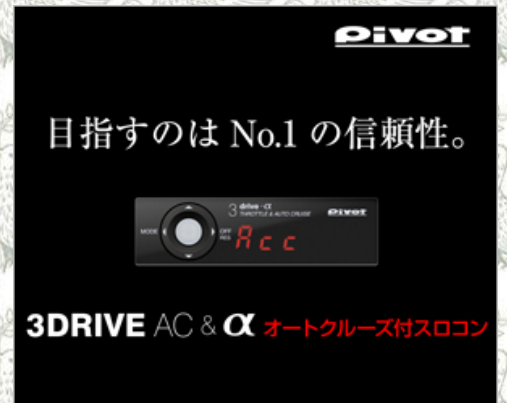 Pivot
目指すのは No.1 の信頼性。
3 drive・α
THROTTLE & AUTO CRUISE
Pivot
MODE
OFF
RES
Acc
3DRIVE AC & α オートクルーズ付スロコン